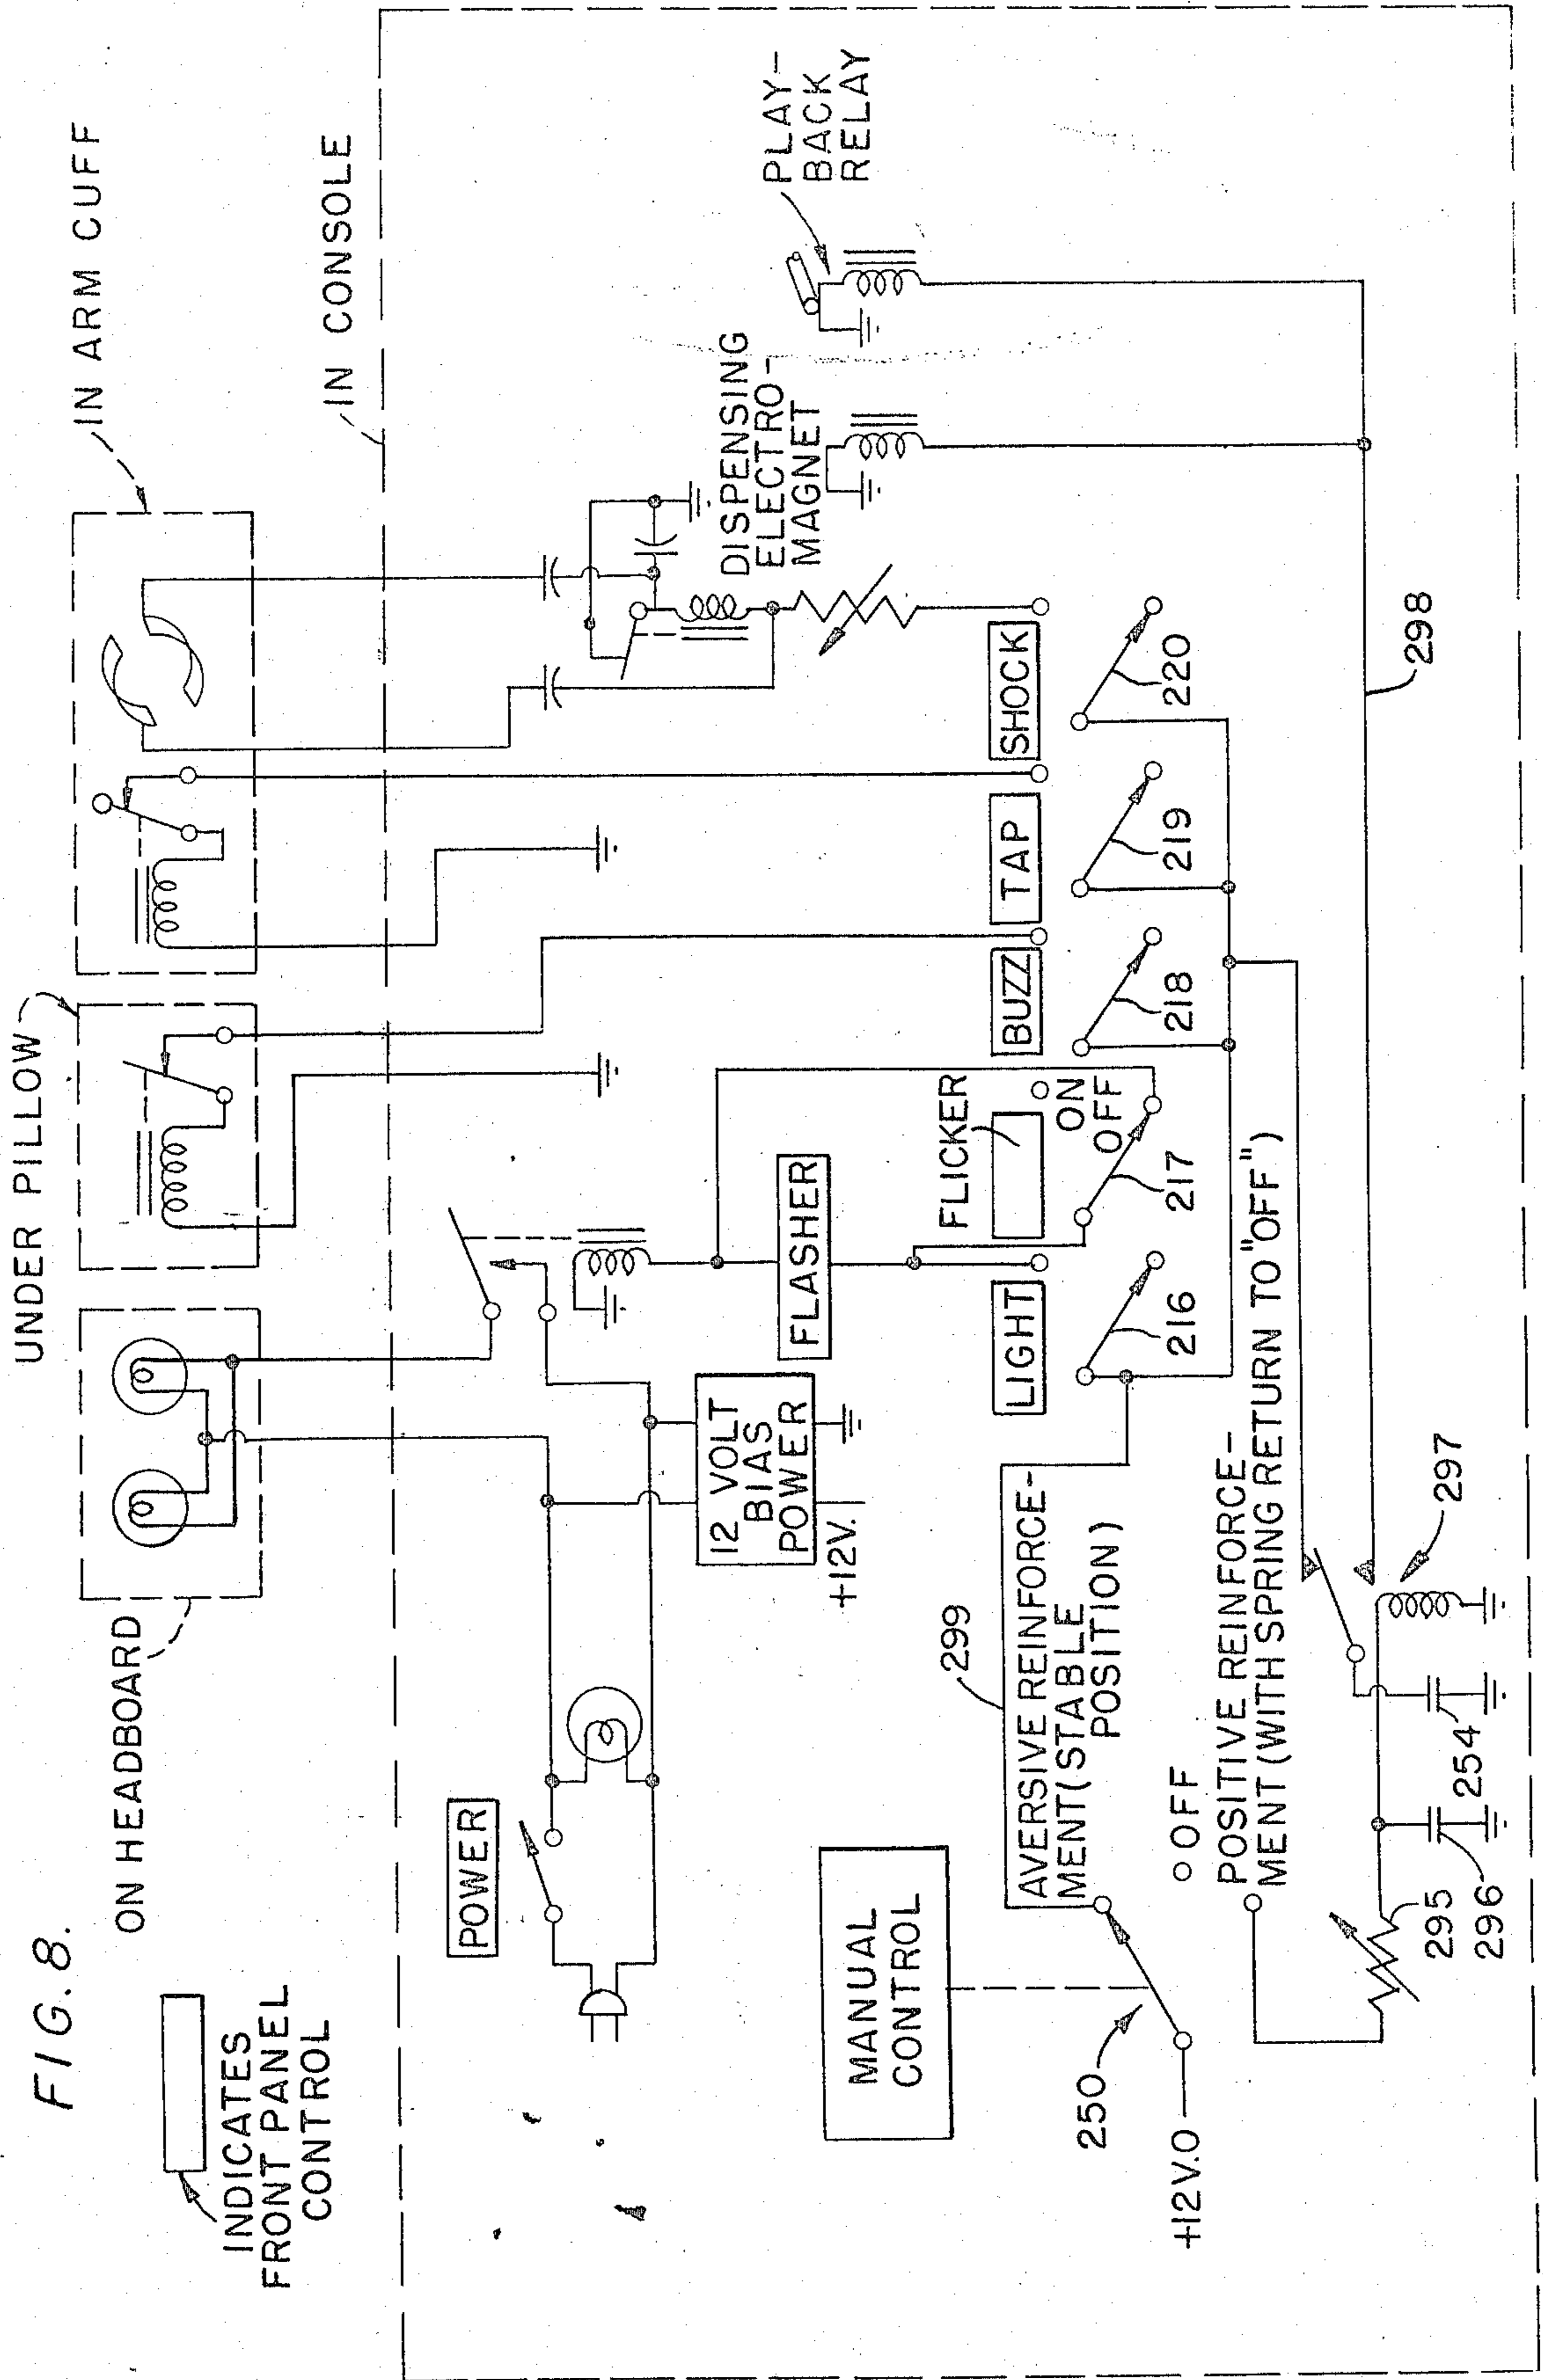 FIG. 8.
INDICATES
FRONT PANEL
CONTROL
ON HEADBOARD
UNDER PILLOW
IN ARM CUFF
IN CONSOLE
POWER
12 VOLT
BIAS
POWER
+12V.
FLASHER
DISPENSING
ELECTRO-
MAGNET
PLAY-
BACK
RELAY
MANUAL
CONTROL
250
+12V.O
299
AVERSIVE REINFORCE-
MENT (STABLE
POSITION)
OFF
POSITIVE REINFORCE-
MENT (WITH SPRING RETURN TO "OFF")
LIGHT
216
FLICKER
ON
OFF
217
BUZZ
218
TAP
219
SHOCK
220
295
296
254
297
298